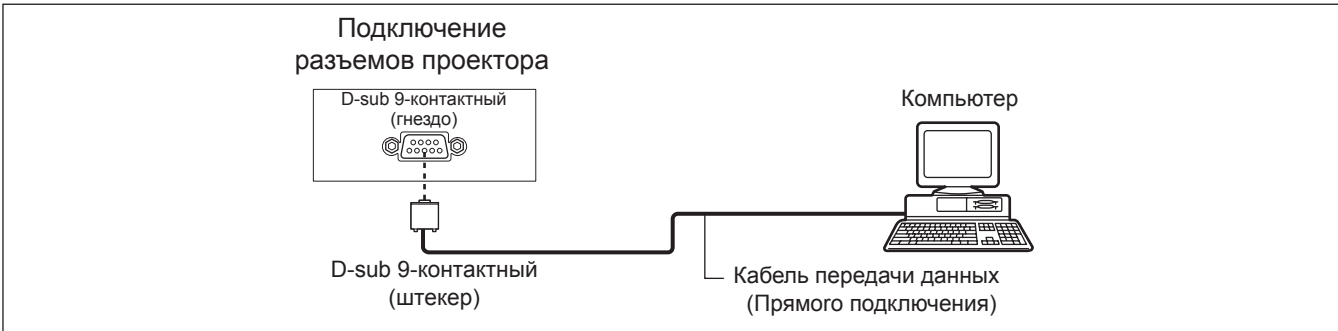 Подключение
разъемов проектора
D-sub 9-контактный
(гнездо)
Компьютер
D-sub 9-контактный
(штекер)
Кабель передачи данных
(Прямого подключения)